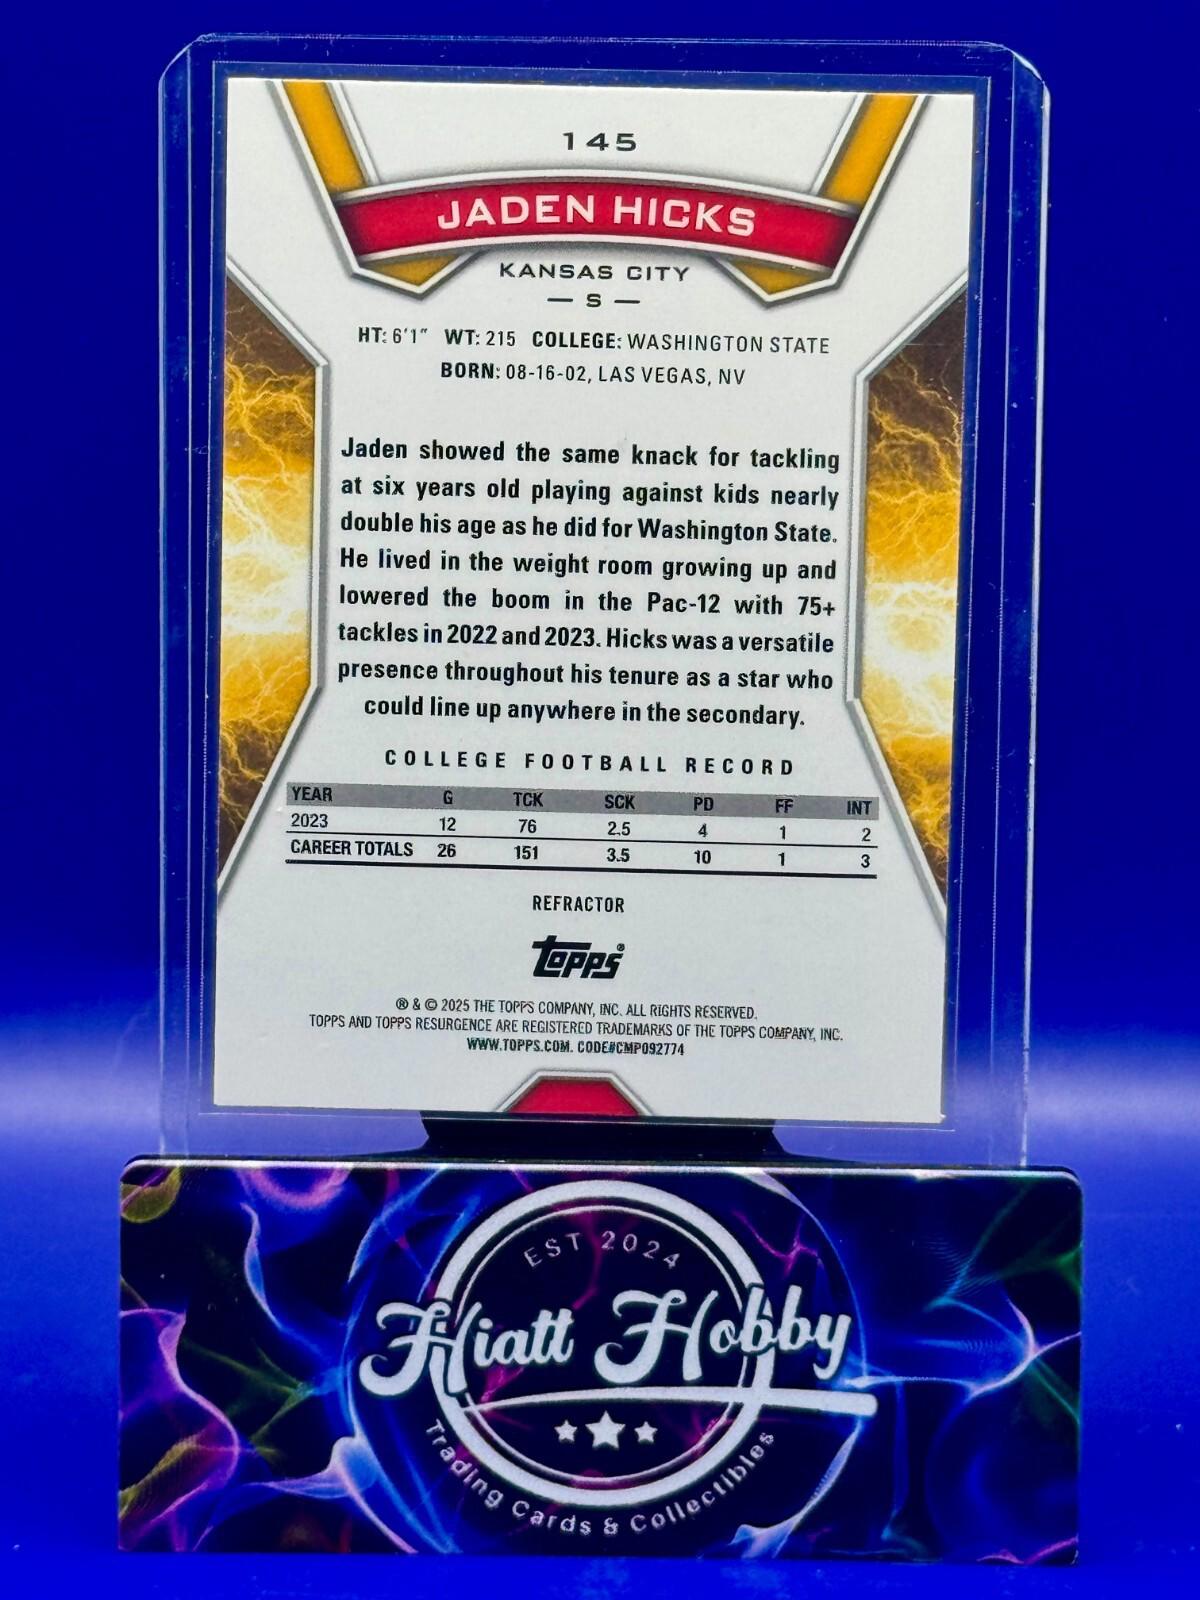 145
JADEN HICKS
KANSAS CITY
— S —
HT: 6'1" WT: 215 COLLEGE: WASHINGTON STATE
BORN: 08-16-02, LAS VEGAS, NV
Jaden showed the same knack for tackling
at six years old playing against kids nearly
double his age as he did for Washington State.
He lived in the weight room growing up and
lowered the boom in the Pac-12 with 75+
tackles in 2022 and 2023. Hicks was a versatile
presence throughout his tenure as a star who
could line up anywhere in the secondary.
COLLEGE FOOTBALL RECORD
YEAR G TCK SCK PD FF INT
2023 12 76 2.5 4 1 2
CAREER TOTALS 26 151 3.5 10 1 3
REFRACTOR
topps®
® & © 2025 THE TOPPS COMPANY, INC. ALL RIGHTS RESERVED.
TOPPS AND TOPPS RESURGENCE ARE REGISTERED TRADEMARKS OF THE TOPPS COMPANY, INC.
WWW.TOPPS.COM. CODE#CMP092774
EST 2024
Hiatt Hobby
Trading Cards & Collectibles